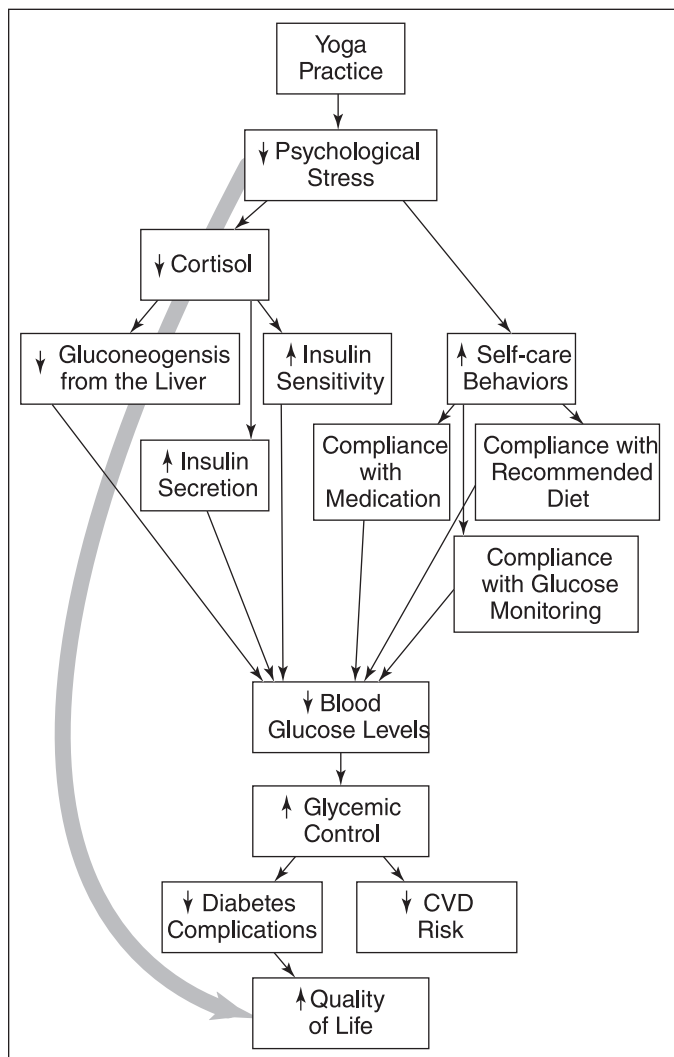 Yoga
Practice
↓ Psychological
Stress
↓ Cortisol
↓ Gluconeogensis
from the Liver
↑ Insulin
Sensitivity
↑ Self-care
Behaviors
↑ Insulin
Secretion
Compliance
with
Medication
Compliance with
Recommended
Diet
Compliance
with Glucose
Monitoring
↓ Blood
Glucose Levels
↑ Glycemic
Control
↓ Diabetes
Complications
↓ CVD
Risk
↑ Quality
of Life